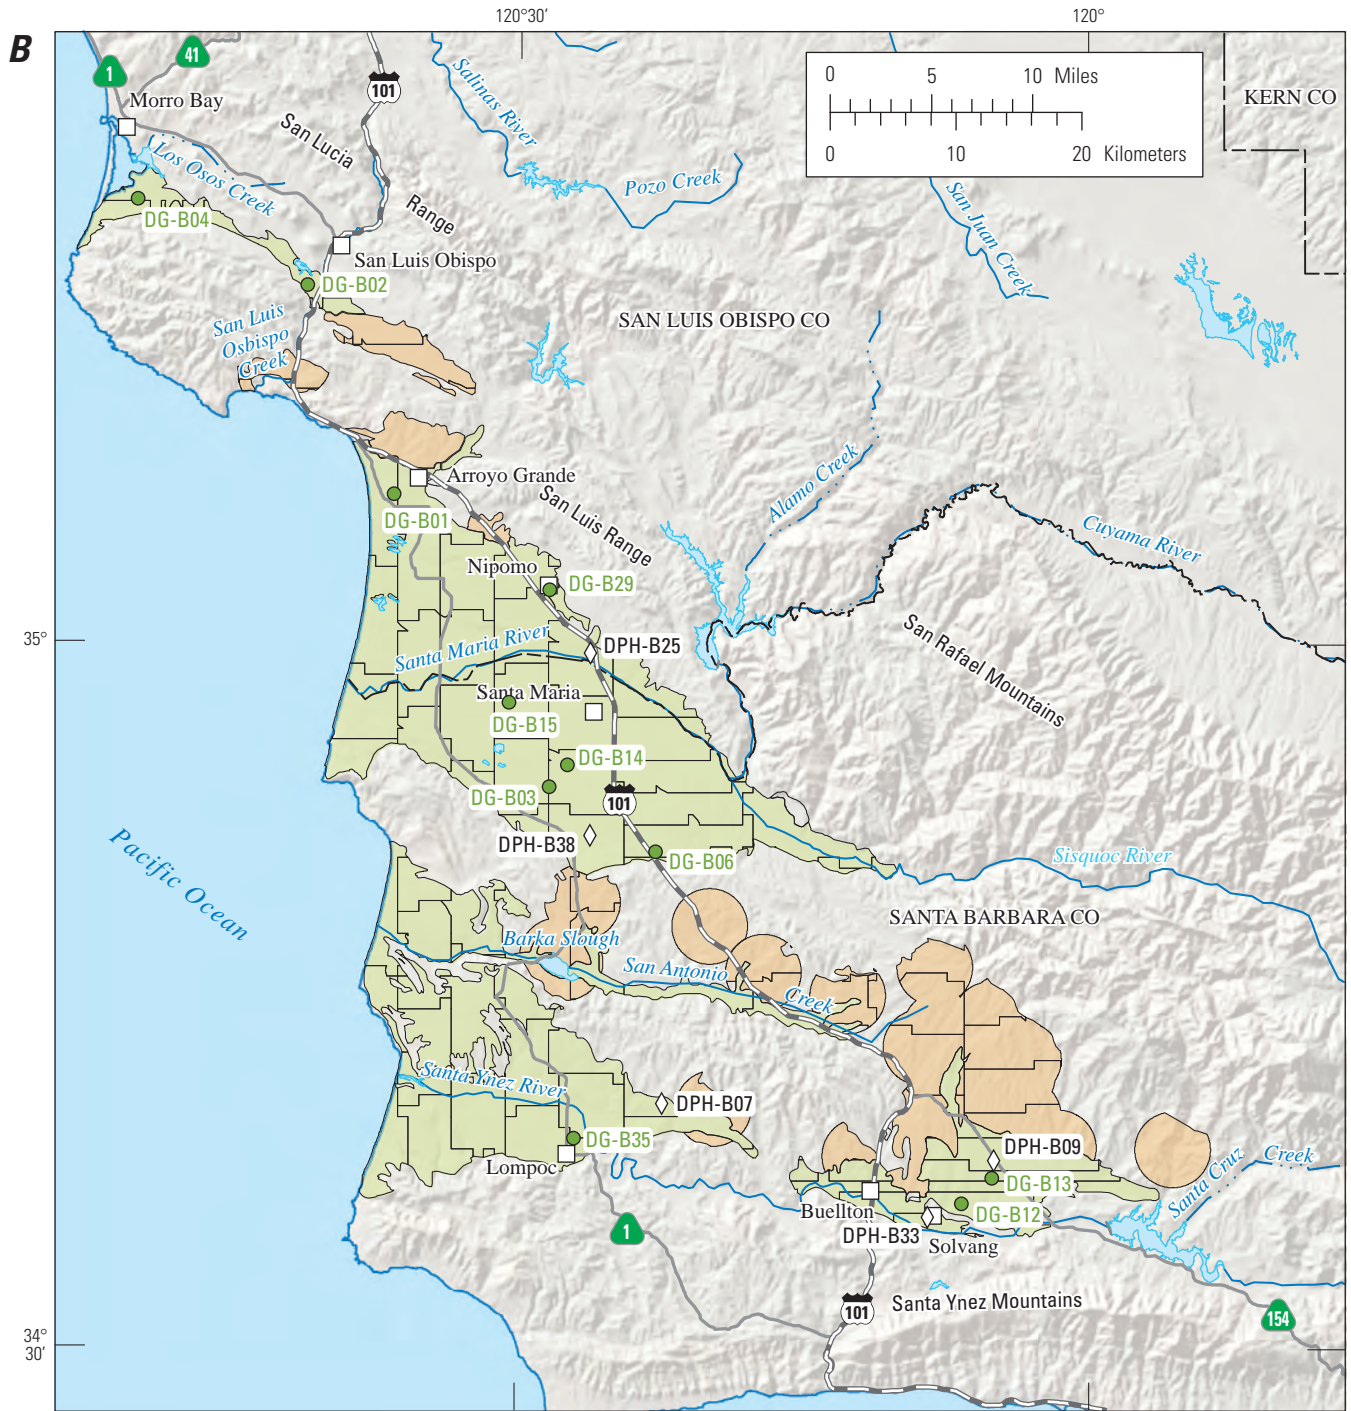 B
120°30′
120°
41
1
101
Morro Bay
Salinas River
San Lucia
Range
Los Osos Creek
Pozo Creek
0 5 10 Miles
0 10 20 Kilometers
KERN CO
San Juan Creek
DG-B04
San Luis Obispo
DG-B02
San Luis
Osbispo
Creek
SAN LUIS OBISPO CO
Arroyo Grande
DG-B01
San Luis Range
Alamo Creek
Cuyama River
Nipomo
DG-B29
35°
Santa Maria River
DPH-B25
San Rafael Mountains
Santa Maria
DG-B15
DG-B14
DG-B03
101
DPH-B38
DG-B06
Sisquoc River
Pacific Ocean
SANTA BARBARA CO
Barka Slough
San Antonio
Creek
Santa Ynez River
DPH-B07
DG-B35
Lompoc
DPH-B09
DG-B13
Santa Cruz
Creek
Buellton
DG-B12
DPH-B33
Solvang
1
Santa Ynez Mountains
101
154
34°
30′